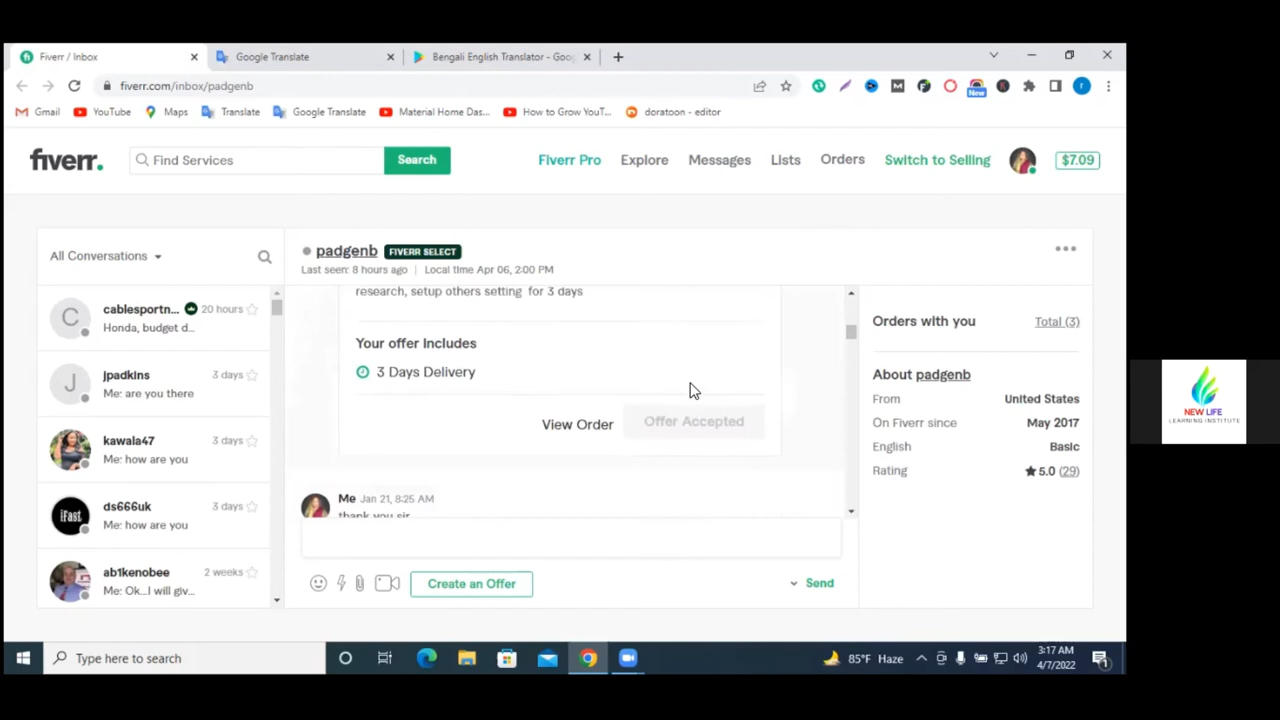 Fiverr / Inbox
Google Translate
Bengali English Translator - Goo
fiverr.com/inbox/padgenb
New
Gmail
YouTube
Maps
Translate
Google Translate
Material Home Das...
How to Grow YouT...
doratoon - editor
fiverr.
Find Services
Search
Fiverr Pro
Explore
Messages
Lists
Orders
Switch to Selling
$7.09
All Conversations
padgenb
FIVERR SELECT
Last seen: 8 hours ago | Local time Apr 06, 2:00 PM
C
cablesportn...
20 hours
Honda, budget d...
J
jpadkins
3 days
Me: are you there
kawala47
3 days
Me: how are you
iFast
ds666uk
3 days
Me: how are you
ab1kenobee
2 weeks
Me: Ok...I will giv...
research, setup others setting for 3 days
Your offer includes
3 Days Delivery
View Order
Offer Accepted
Me Jan 21, 8:25 AM
thank you sir
Create an Offer
Send
Orders with you
Total (3)
About padgenb
From
United States
On Fiverr since
May 2017
English
Basic
Rating
5.0 (29)
NEW LIFE
LEARNING INSTITUTE
Type here to search
85°F Haze
3:17 AM
4/7/2022
1